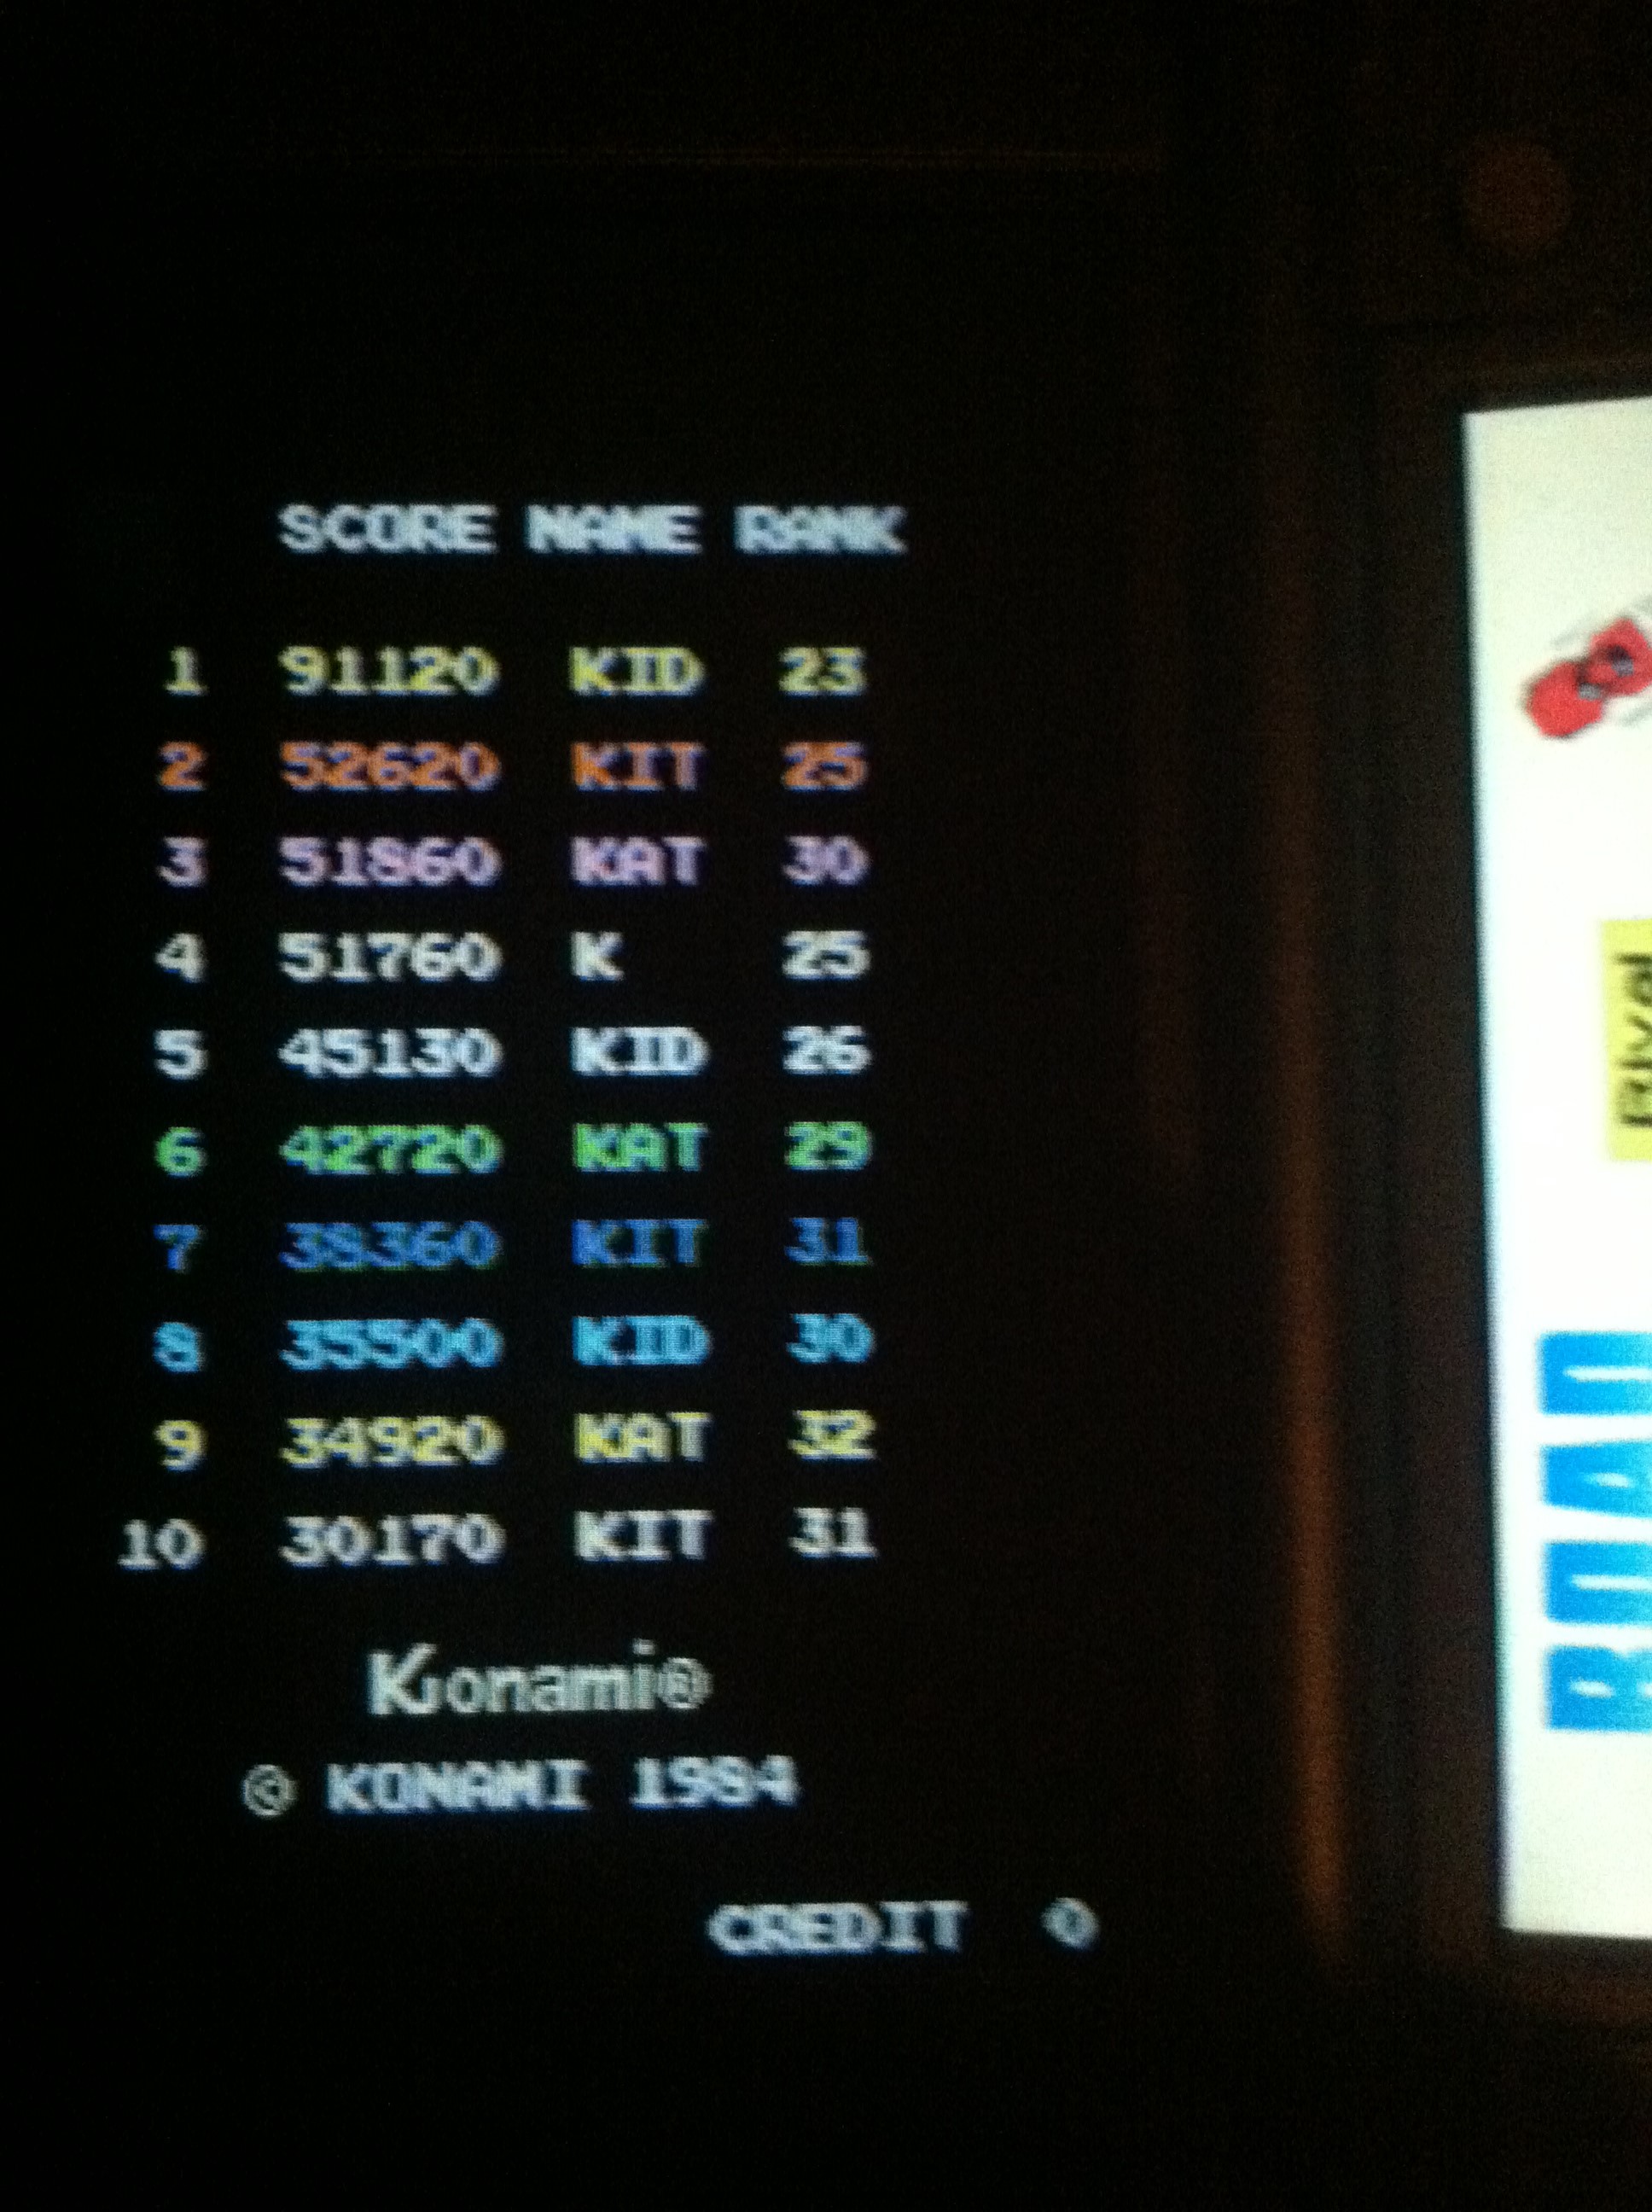 SCORE NAME RANK
1 91120 KID 23
2 52620 KIT 25
3 51860 KAT 30
4 51760 K 25
5 45130 KID 26
6 42720 KAT 29
7 38360 KIT 31
8 35500 KID 30
9 34920 KAT 32
10 30170 KIT 31
Konami®
© KONAMI 1984
CREDIT 0
Rival
ROAD